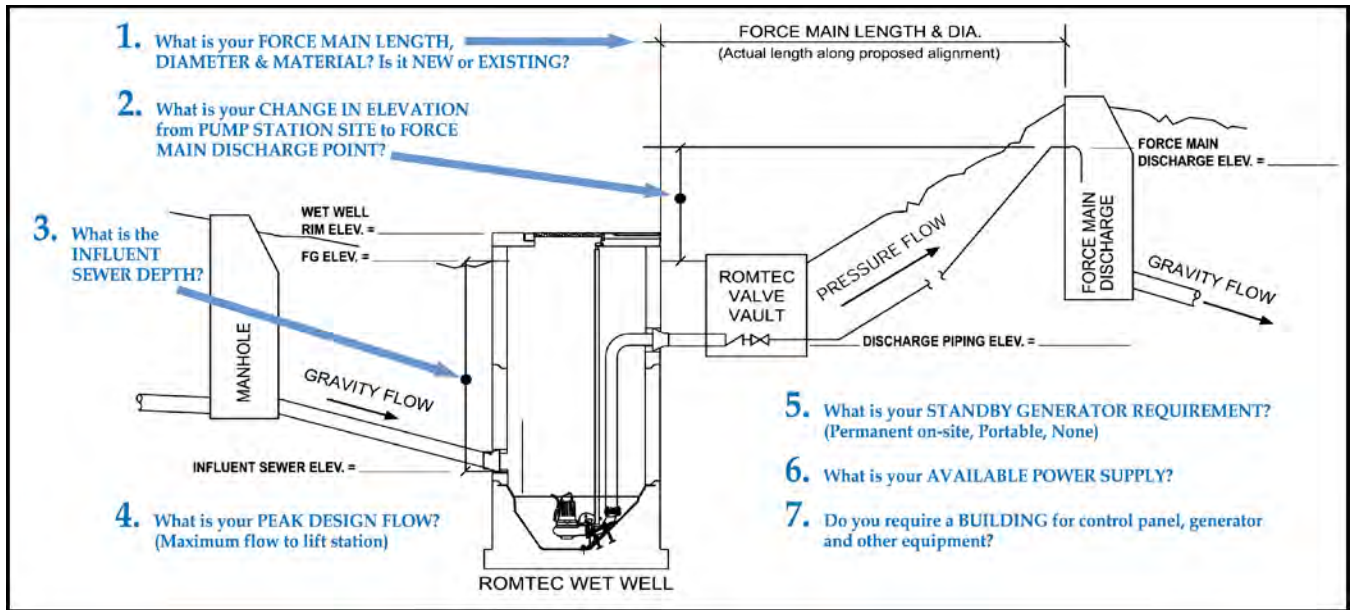 1. What is your FORCE MAIN LENGTH,
DIAMETER & MATERIAL? Is it NEW or EXISTING?
FORCE MAIN LENGTH & DIA.
(Actual length along proposed alignment)
2. What is your CHANGE IN ELEVATION
from PUMP STATION SITE to FORCE
MAIN DISCHARGE POINT?
FORCE MAIN
DISCHARGE ELEV. =
3. What is the
INFLUENT
SEWER DEPTH?
WET WELL
RIM ELEV. =
FG ELEV. =
MANHOLE
GRAVITY FLOW
INFLUENT SEWER ELEV. =
ROMTEC
VALVE
VAULT
PRESSURE FLOW
FORCE MAIN
DISCHARGE
GRAVITY FLOW
DISCHARGE PIPING ELEV. =
4. What is your PEAK DESIGN FLOW?
(Maximum flow to lift station)
ROMTEC WET WELL
5. What is your STANDBY GENERATOR REQUIREMENT?
(Permanent on-site, Portable, None)
6. What is your AVAILABLE POWER SUPPLY?
7. Do you require a BUILDING for control panel, generator
and other equipment?